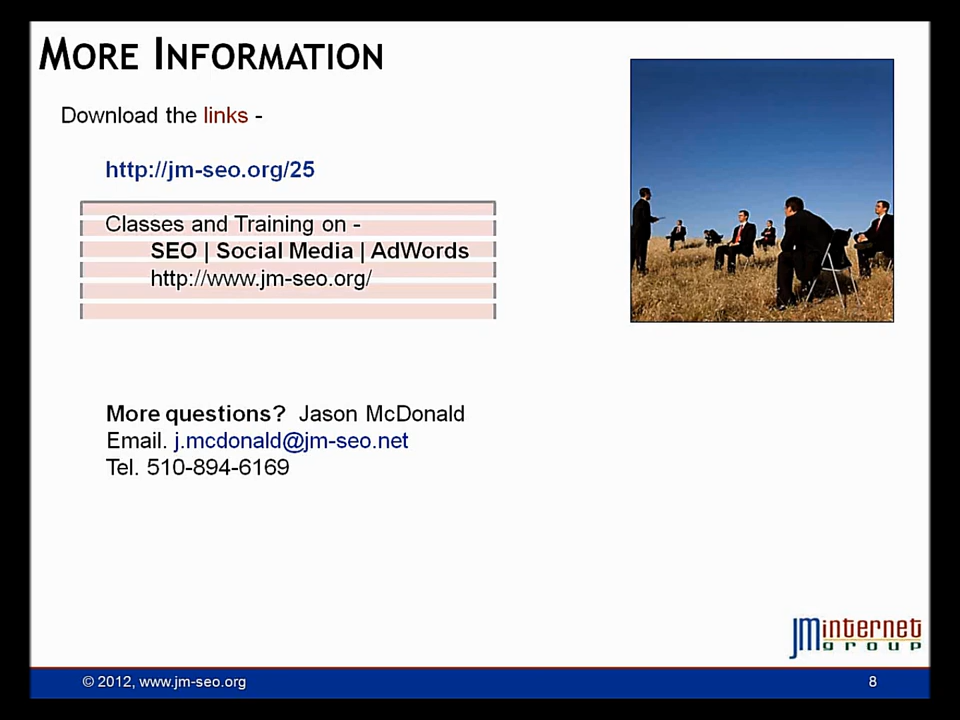 MORE INFORMATION
Download the links -
http://jm-seo.org/25
Classes and Training on -
SEO | Social Media | AdWords
http://www.jm-seo.org/
More questions? Jason McDonald
Email. j.mcdonald@jm-seo.net
Tel. 510-894-6169
JM internet
group
© 2012, www.jm-seo.org
8